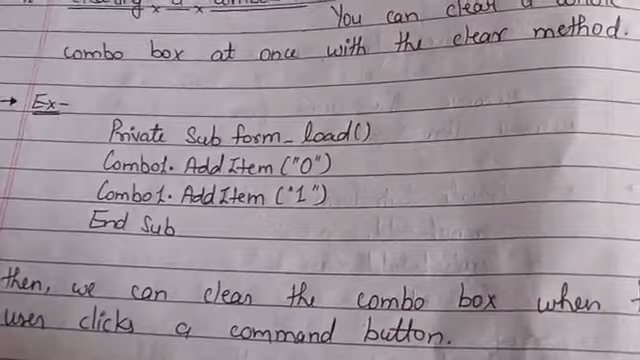 You can clear a
combo box at once with the clear method.
→ Ex-
Private Sub form_load()
Combo1. AddItem ("0")
Combo1. AddItem ("1")
End Sub
then, we can clear the combo box when
user clicks a command button.